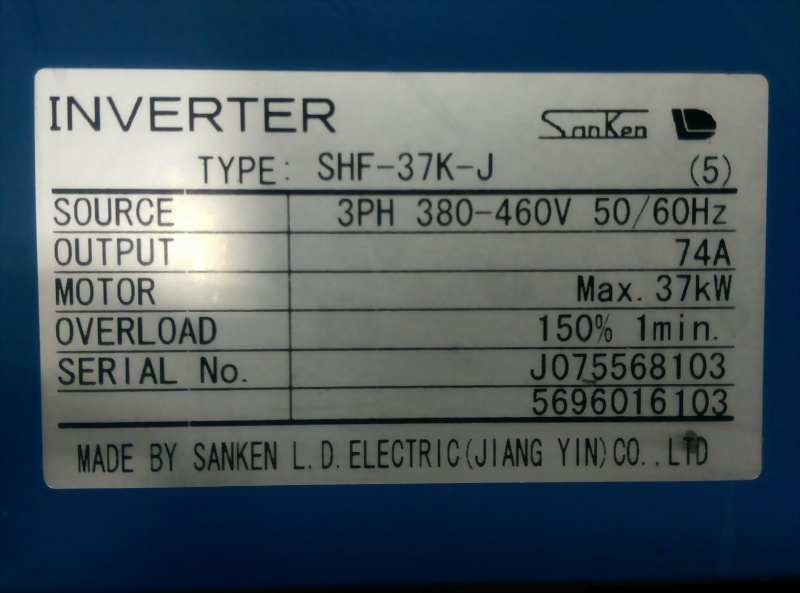 INVERTER SanKen
TYPE: SHF-37K-J (5)
SOURCE 3PH 380-460V 50/60Hz
OUTPUT 74A
MOTOR Max. 37kW
OVERLOAD 150% 1min.
SERIAL No. J075568103
5696016103
MADE BY SANKEN L.D.ELECTRIC(JIANG YIN)CO.,LTD